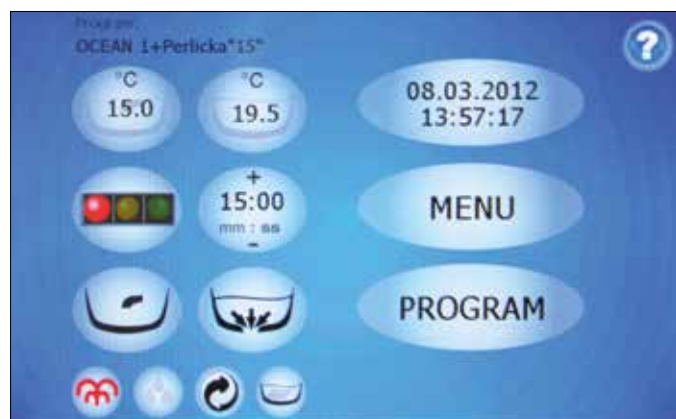 OCEAN 1+Perlicka"15"
?
°C
15.0
°C
19.5
08.03.2012
13:57:17
+
15:00
mm : ss
-
MENU
PROGRAM